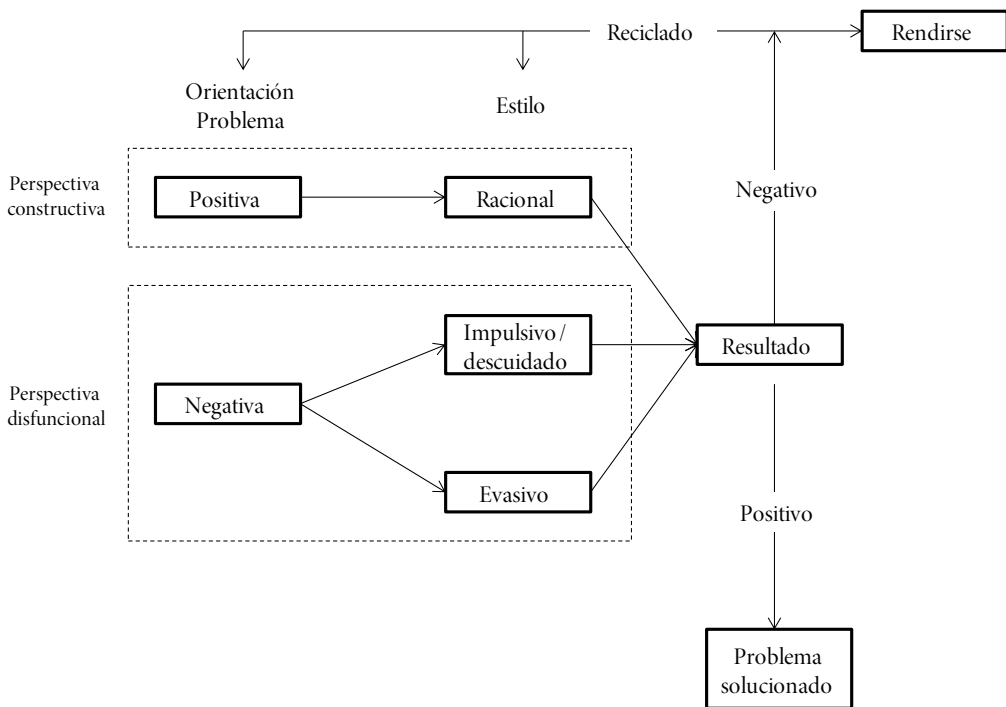 Reciclado
Rendirse
Orientación
Problema
Estilo
Perspectiva
constructiva
Positiva
Racional
Negativo
Impulsivo /
descuidado
Resultado
Perspectiva
disfuncional
Negativa
Evasivo
Positivo
Problema
solucionado